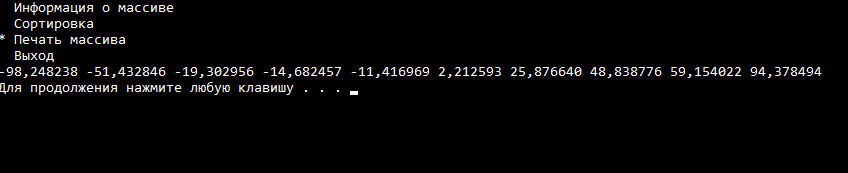 Информация о массиве
Сортировка
* Печать массива
Выход
-98,248238 -51,432846 -19,302956 -14,682457 -11,416969 2,212593 25,876640 48,838776 59,154022 94,378494
Для продолжения нажмите любую клавишу . . .